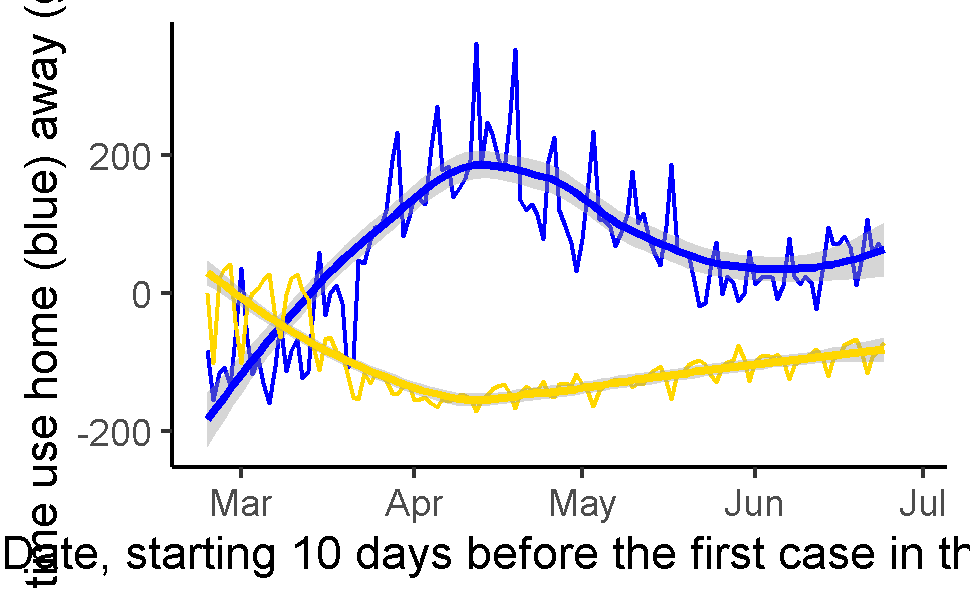 time use home (blue) away (
200
0
-200
Mar Apr May Jun Jul
Date, starting 10 days before the first case in th